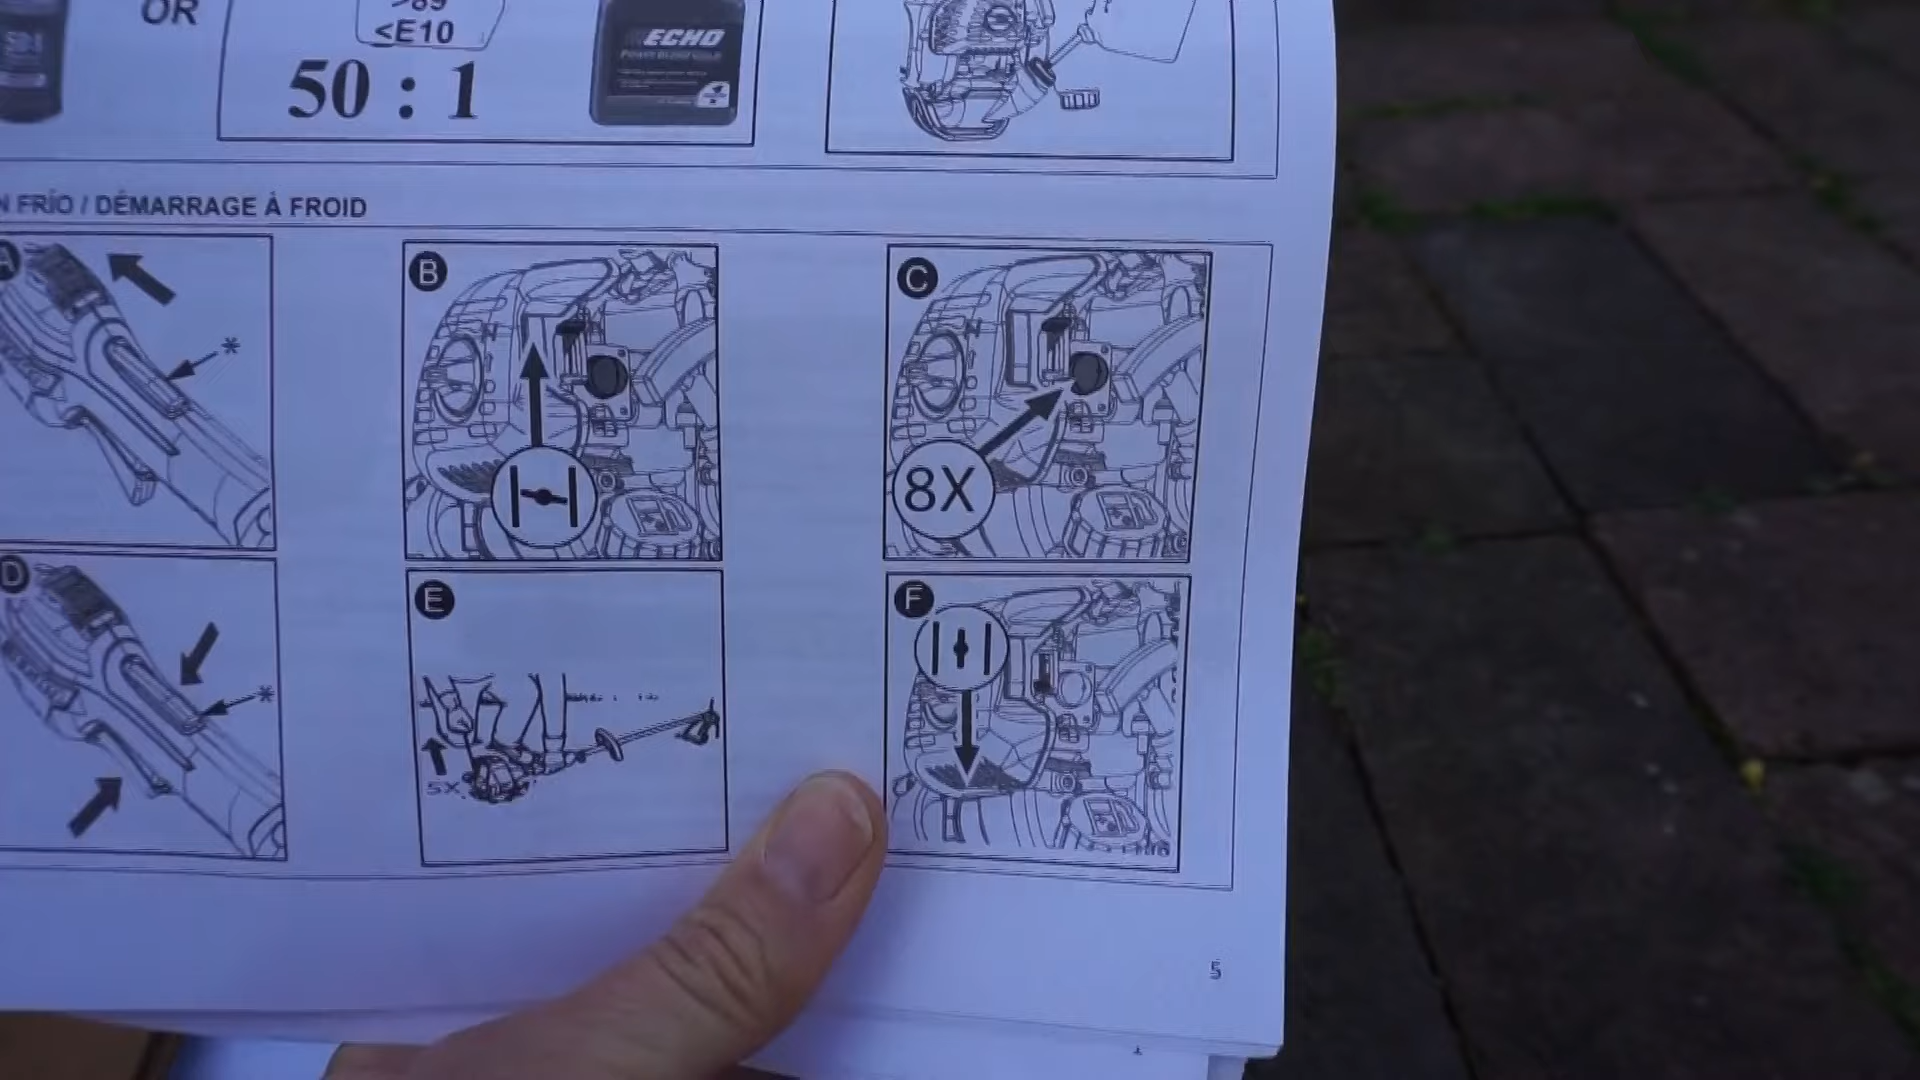 OR
>89
<E10
50 : 1
ECHO
N FRÍO / DÉMARRAGE À FROID
A
*
B
C
8X
D
*
E
5X
F
5